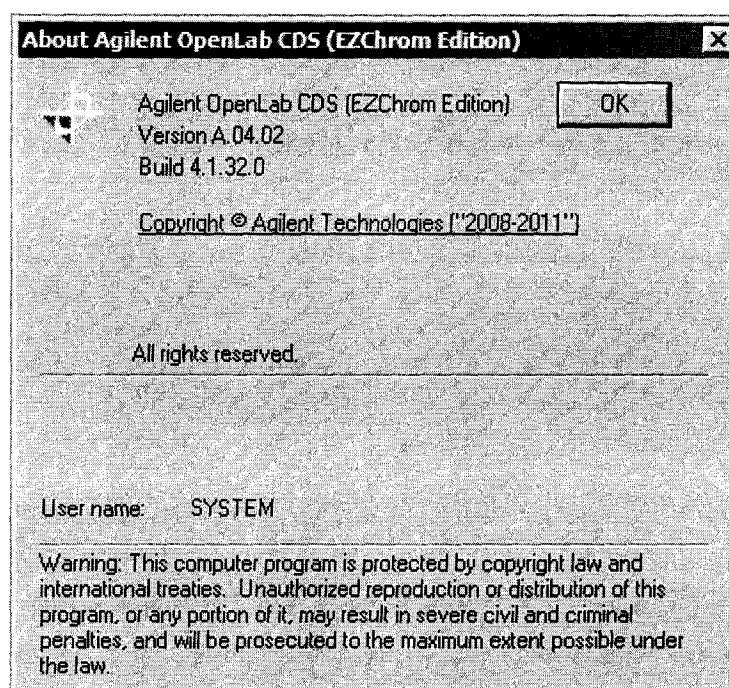 About Agilent OpenLab CDS (EZChrom Edition)
Agilent OpenLab CDS (EZChrom Edition)
OK
Version A.04.02
Build 4.1.32.0
Copyright © Agilent Technologies ("2008-2011")
All rights reserved.
User name: SYSTEM
Warning: This computer program is protected by copyright law and
international treaties. Unauthorized reproduction or distribution of this
program, or any portion of it, may result in severe civil and criminal
penalties, and will be prosecuted to the maximum extent possible under
the law.